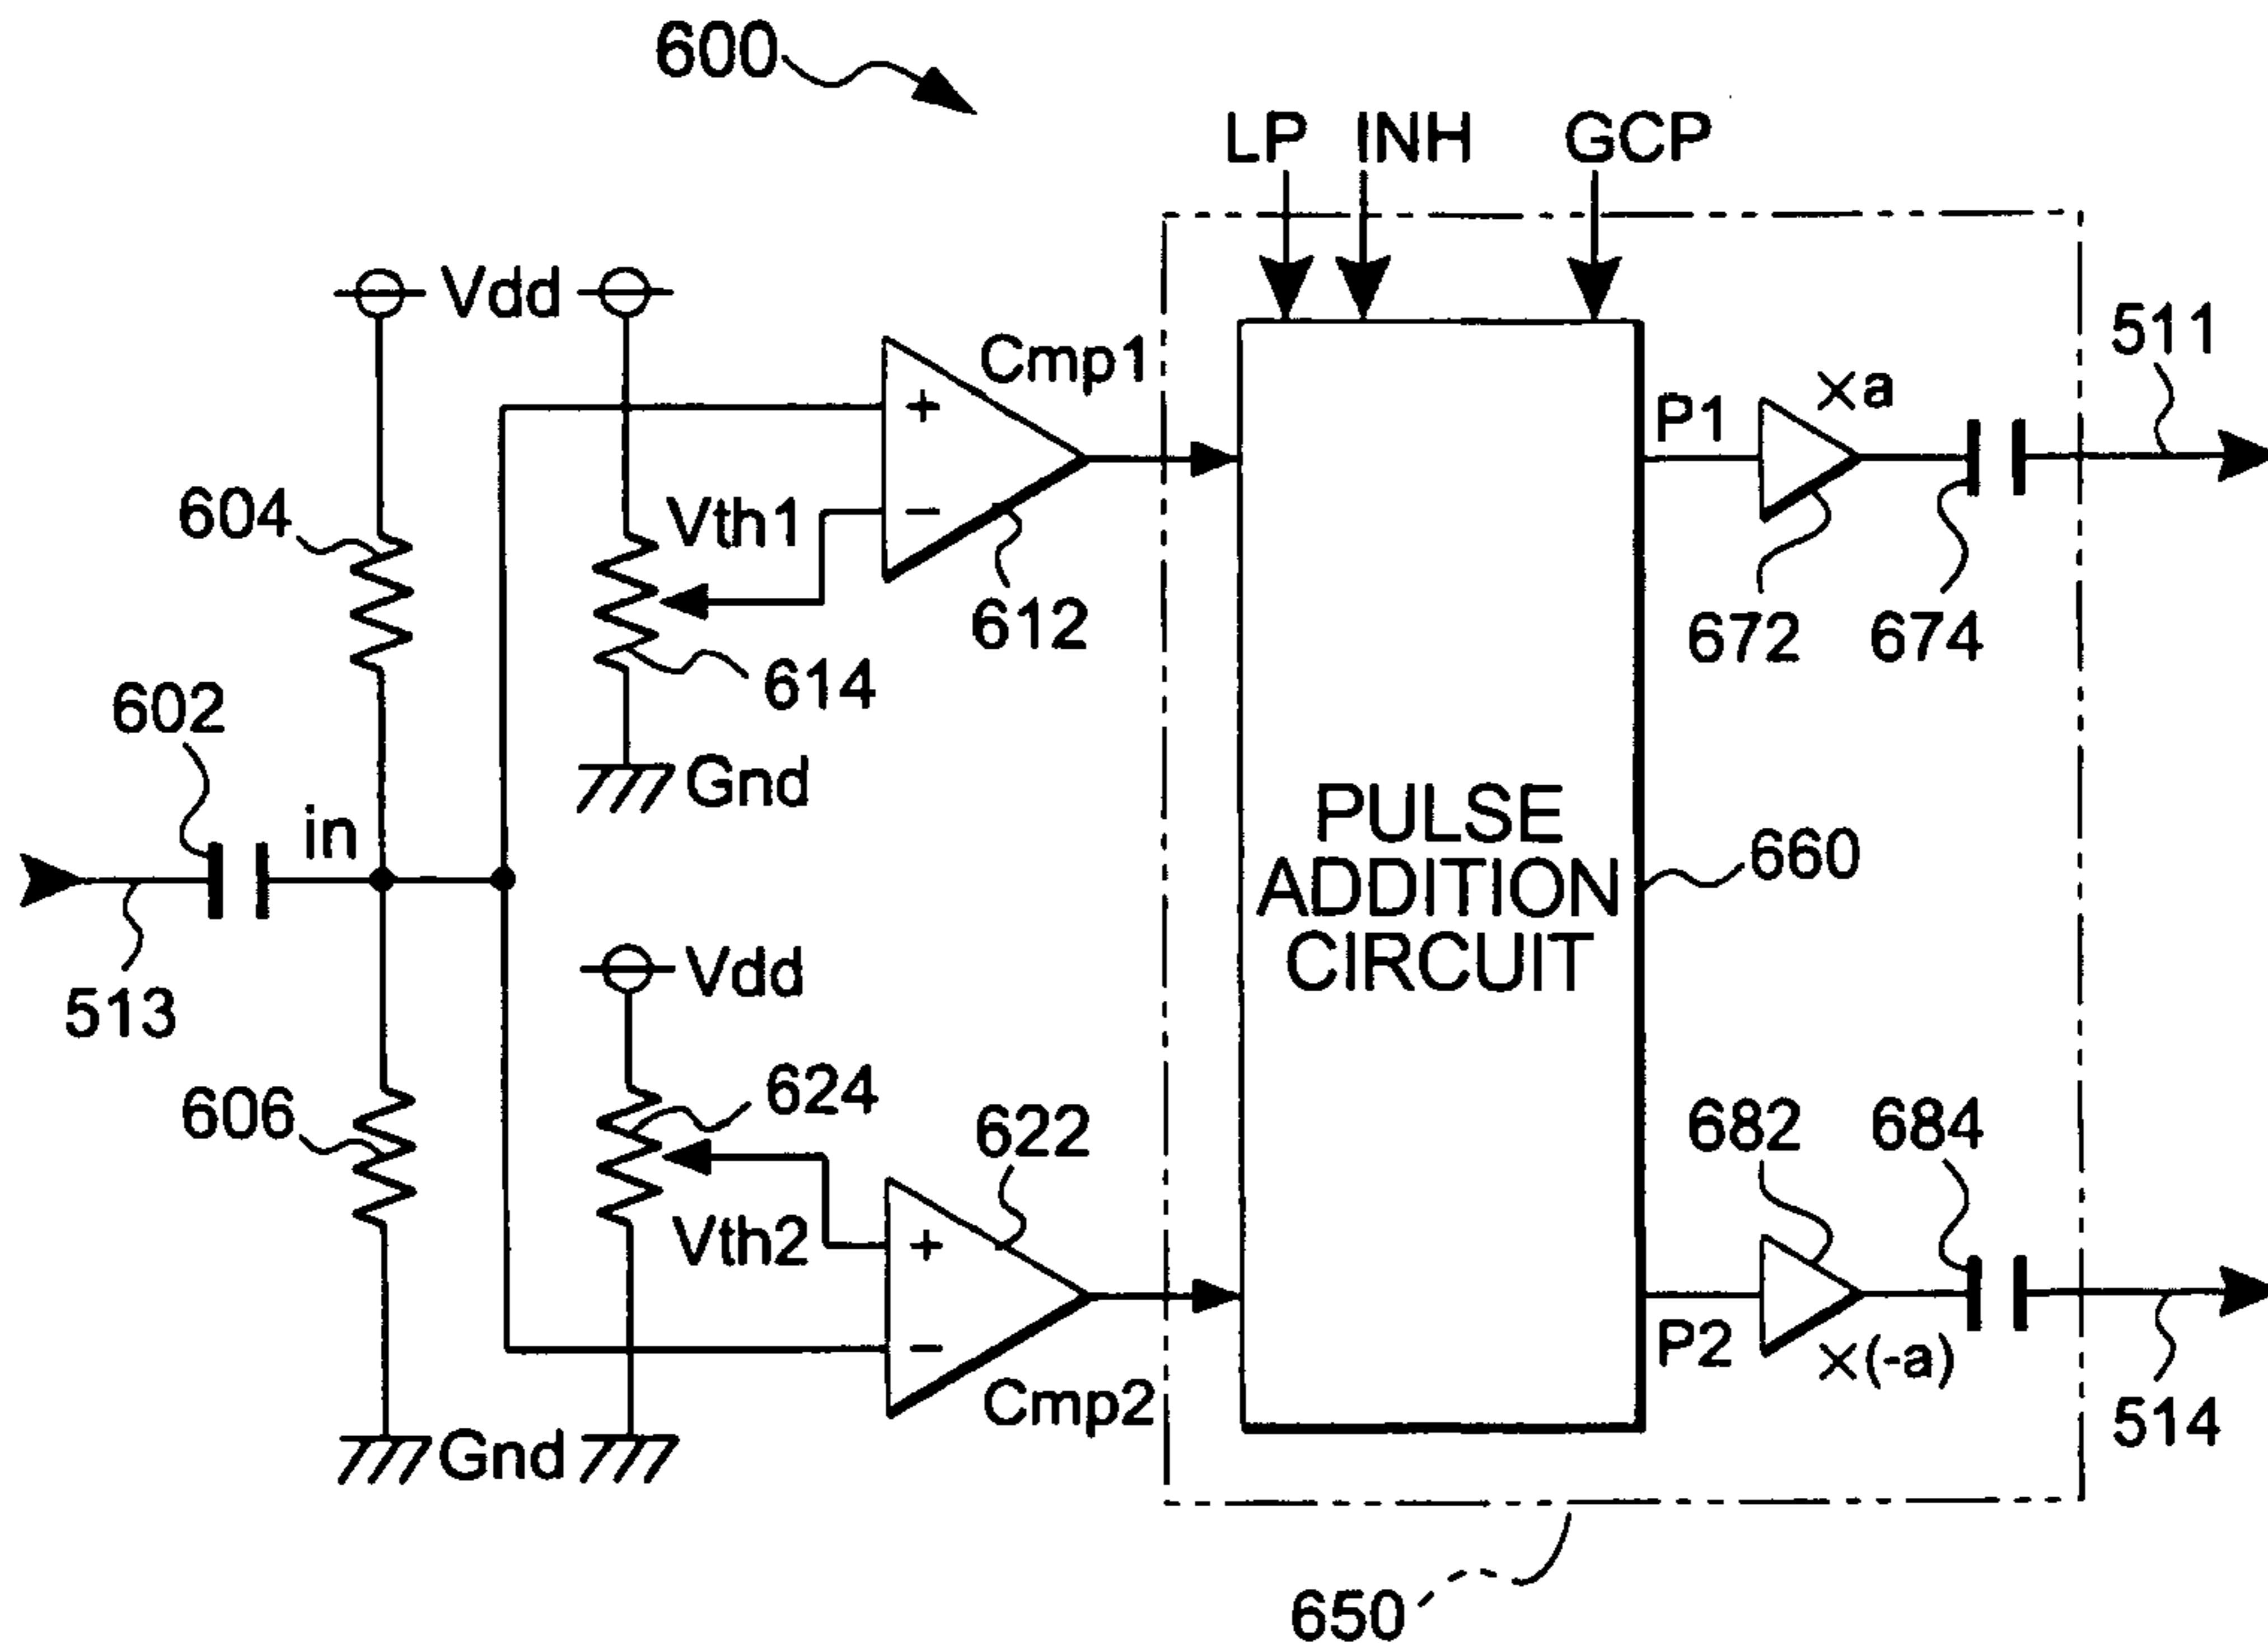 600
LP INH GCP
Vdd
511
Cmp1
P1
×a
604
Vth1
612
672
674
614
602
Gnd
in
PULSE
ADDITION
CIRCUIT
660
513
Vdd
624
606
622
682
684
Vth2
P2
×(-a)
Cmp2
514
Gnd
650